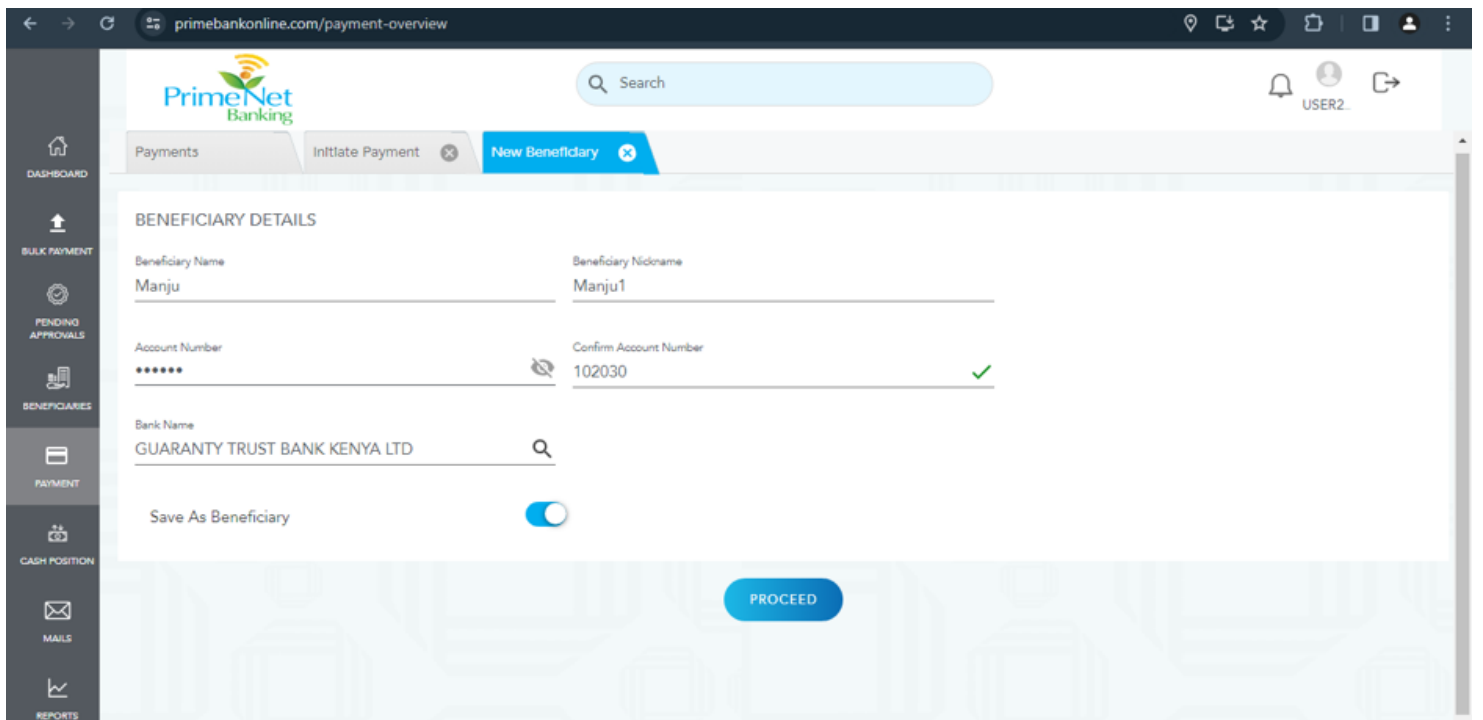 primebankonline.com/payment-overview
PrimeNet
Banking
Search
USER2..
DASHBOARD
BULK PAYMENT
PENDING
APPROVALS
BENEFICIARIES
PAYMENT
CASH POSITION
MAILS
REPORTS
Payments
Initiate Payment
New Beneficiary
BENEFICIARY DETAILS
Beneficiary Name
Manju
Beneficiary Nickname
Manju1
Account Number
••••••
Confirm Account Number
102030
Bank Name
GUARANTY TRUST BANK KENYA LTD
Save As Beneficiary
PROCEED